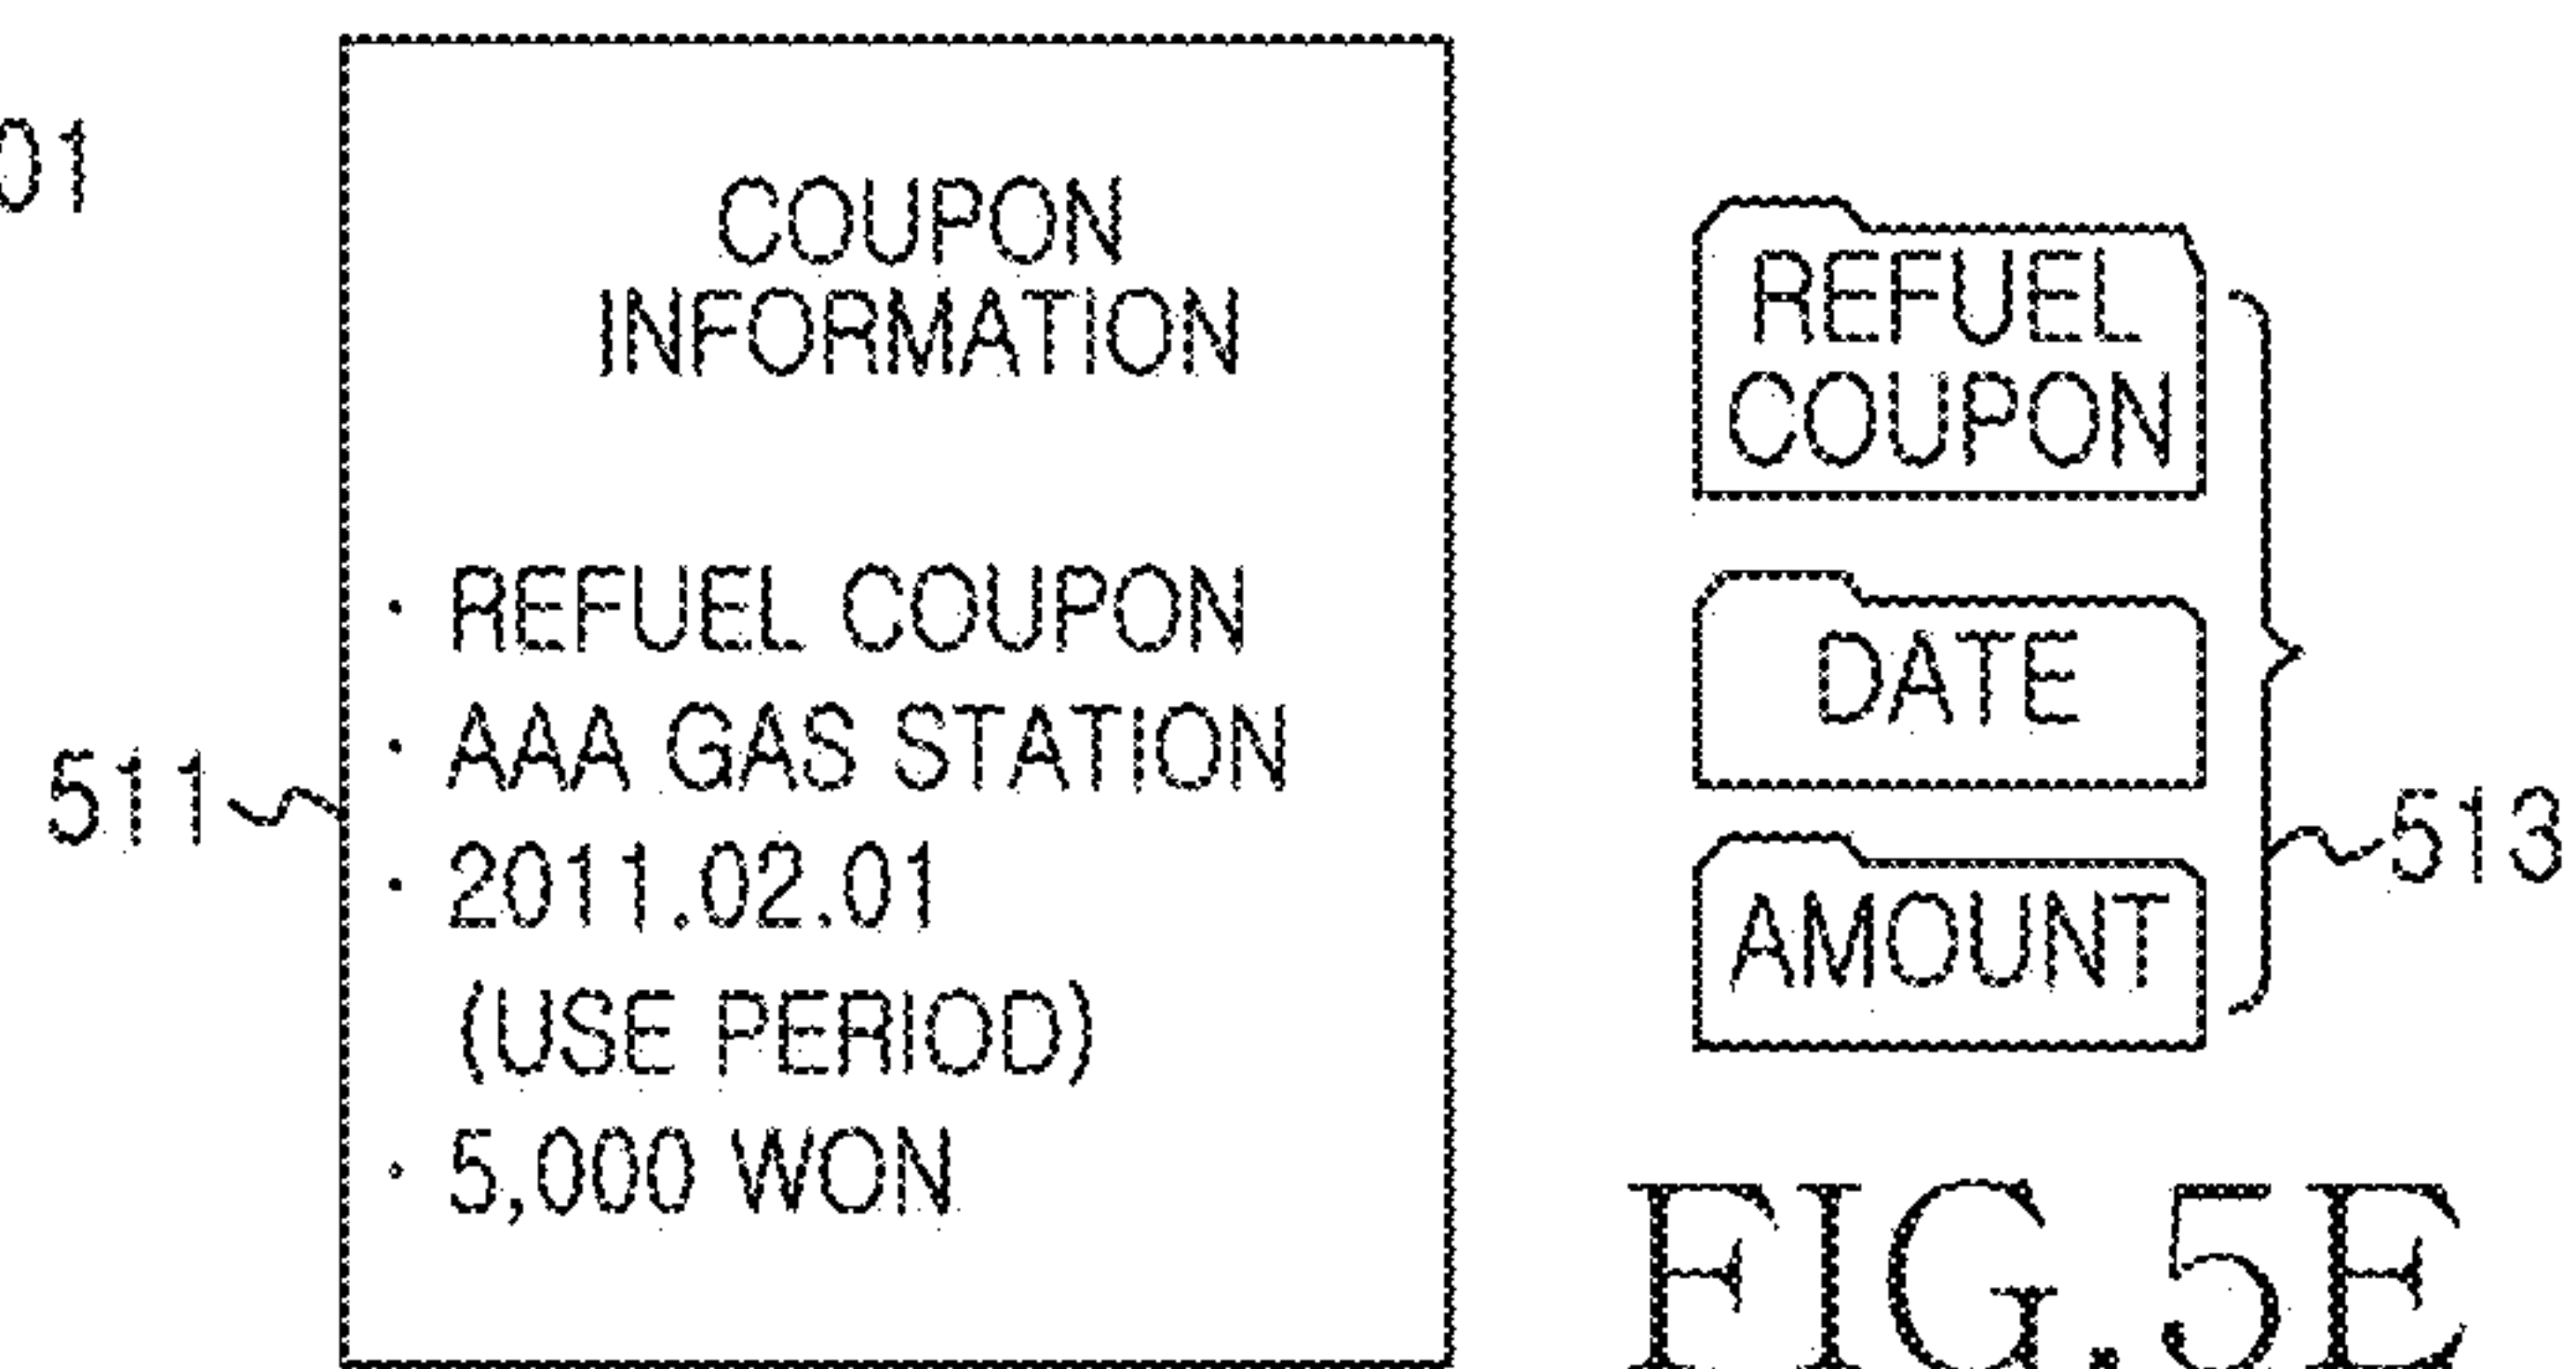 01
COUPON
INFORMATION
· REFUEL COUPON
· AAA GAS STATION
· 2011.02.01
(USE PERIOD)
· 5,000 WON
511
REFUEL
COUPON
DATE
AMOUNT
513
FIG.5E